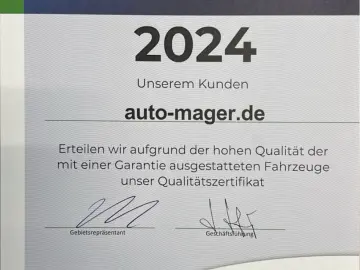 2024
Unserem Kunden
auto-mager.de
Erteilen wir aufgrund der hohen Qualität der
mit einer Garantie ausgestatteten Fahrzeuge
unser Qualitätszertifikat
Gebietsrepräsentant Geschäftsführung